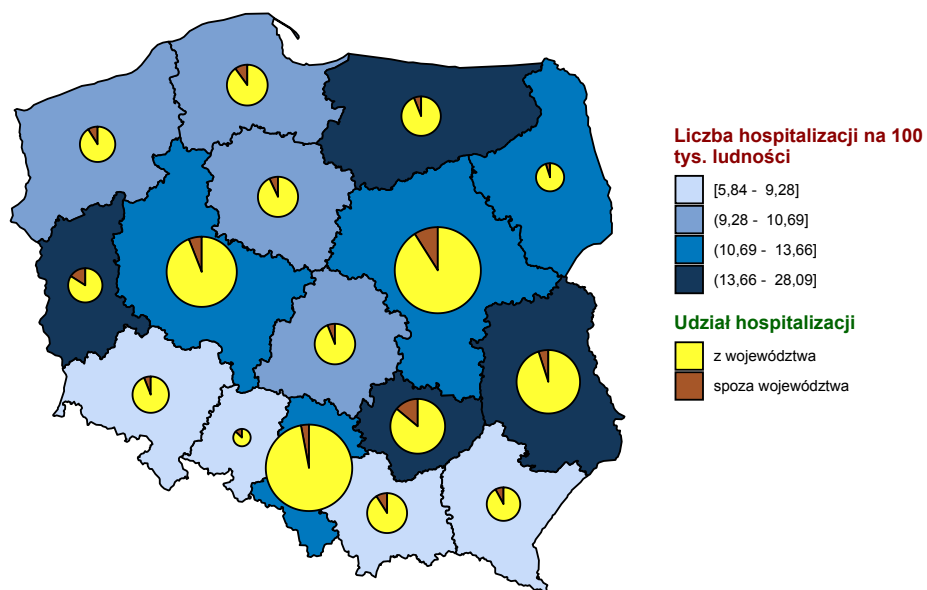 Liczba hospitalizacji na 100
tys. ludności
[5,84 - 9,28]
(9,28 - 10,69]
(10,69 - 13,66]
(13,66 - 28,09]
Udział hospitalizacji
z województwa
spoza województwa